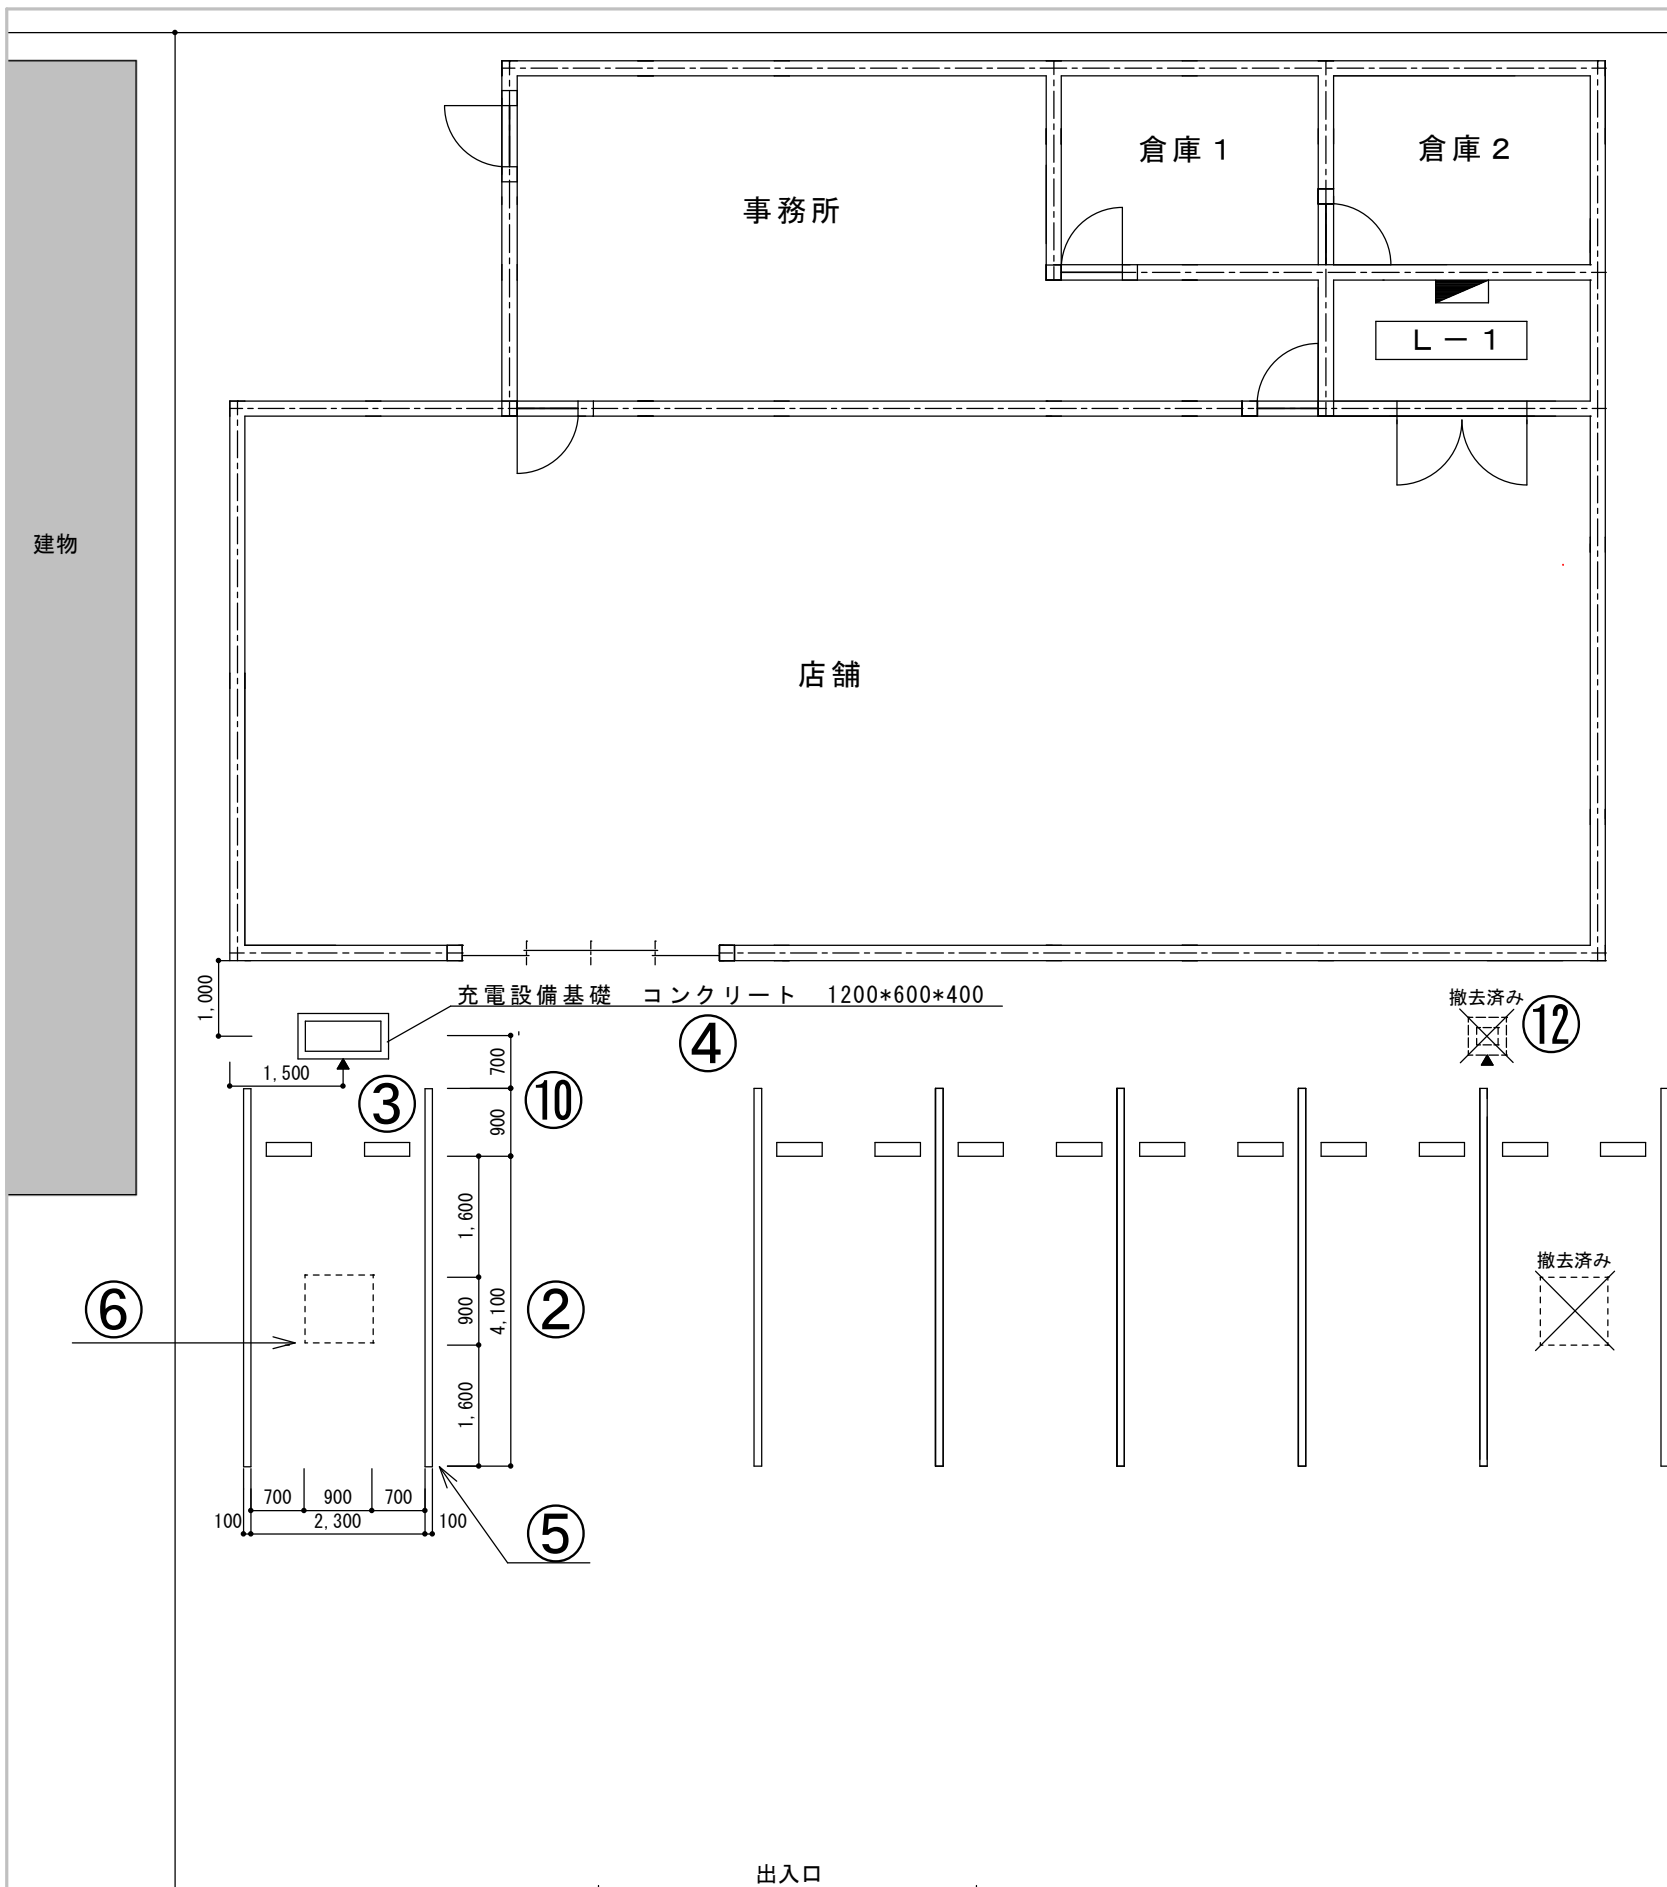 倉庫１
倉庫２
事務所
Ｌ－１
建物
店舗
1,000
充電設備基礎　コンクリート　1200*600*400
撤去済み
⑫
④
700
1,500
③
⑩
900
1,600
撤去済み
⑥
900
4,100
②
1,600
700
900
700
100
2,300
100
⑤
出入口